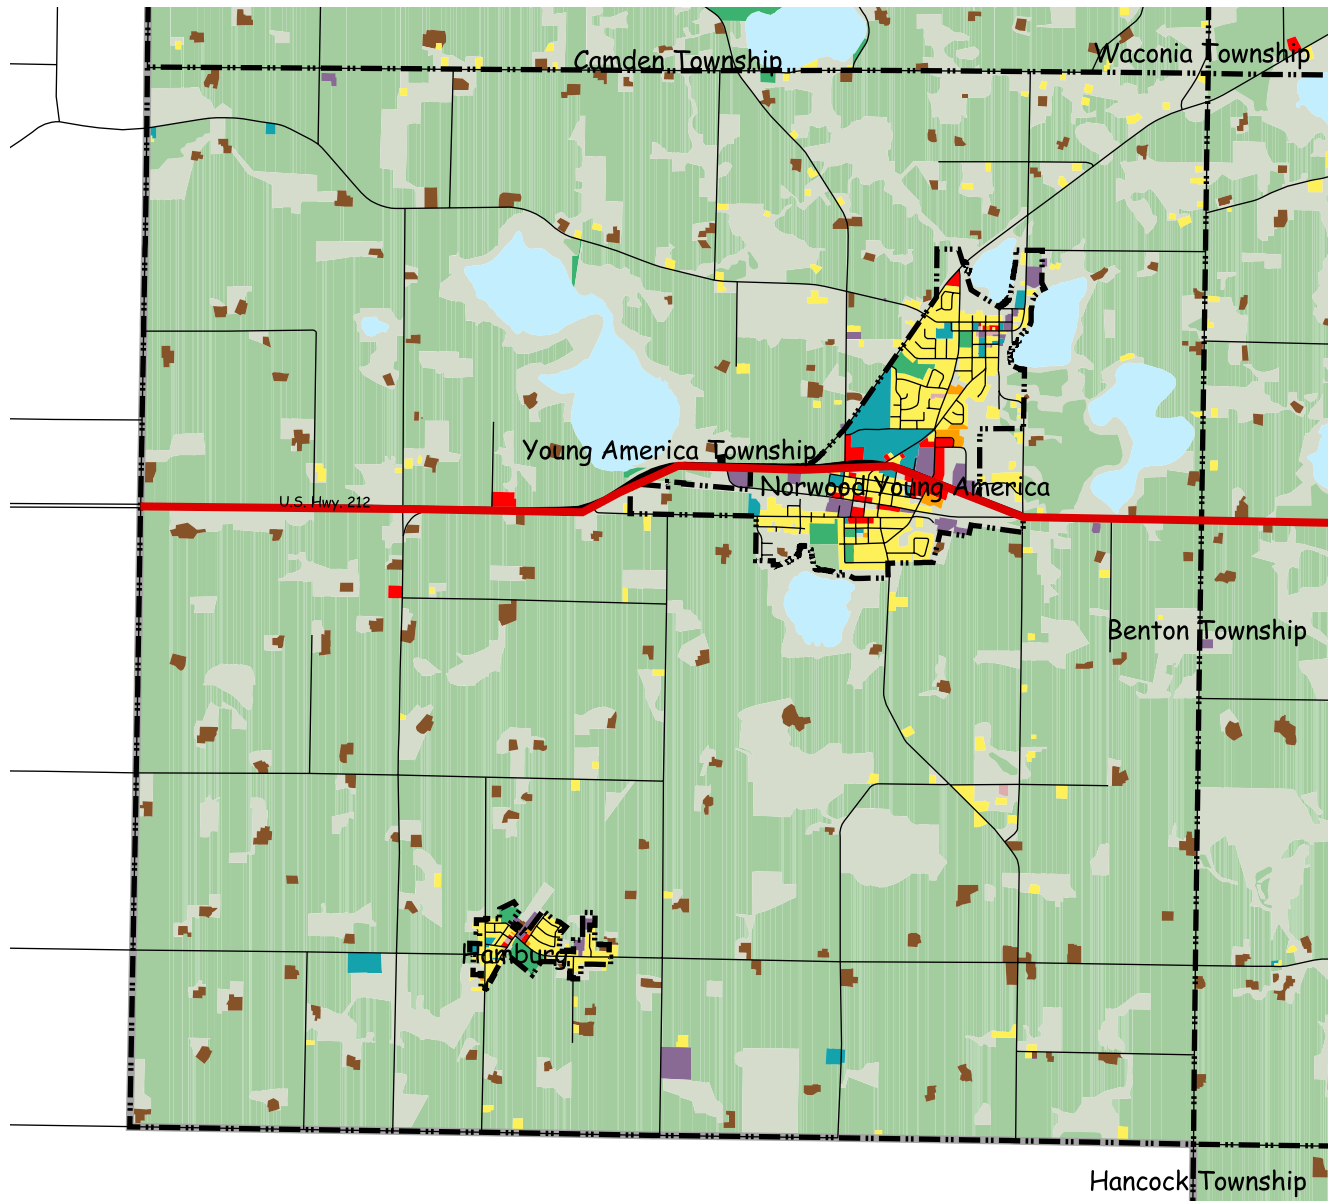 Camden Township
Waconia Township
Young America Township
Norwood Young America
U.S. Hwy. 212
Benton Township
Hamburg
Hancock Township